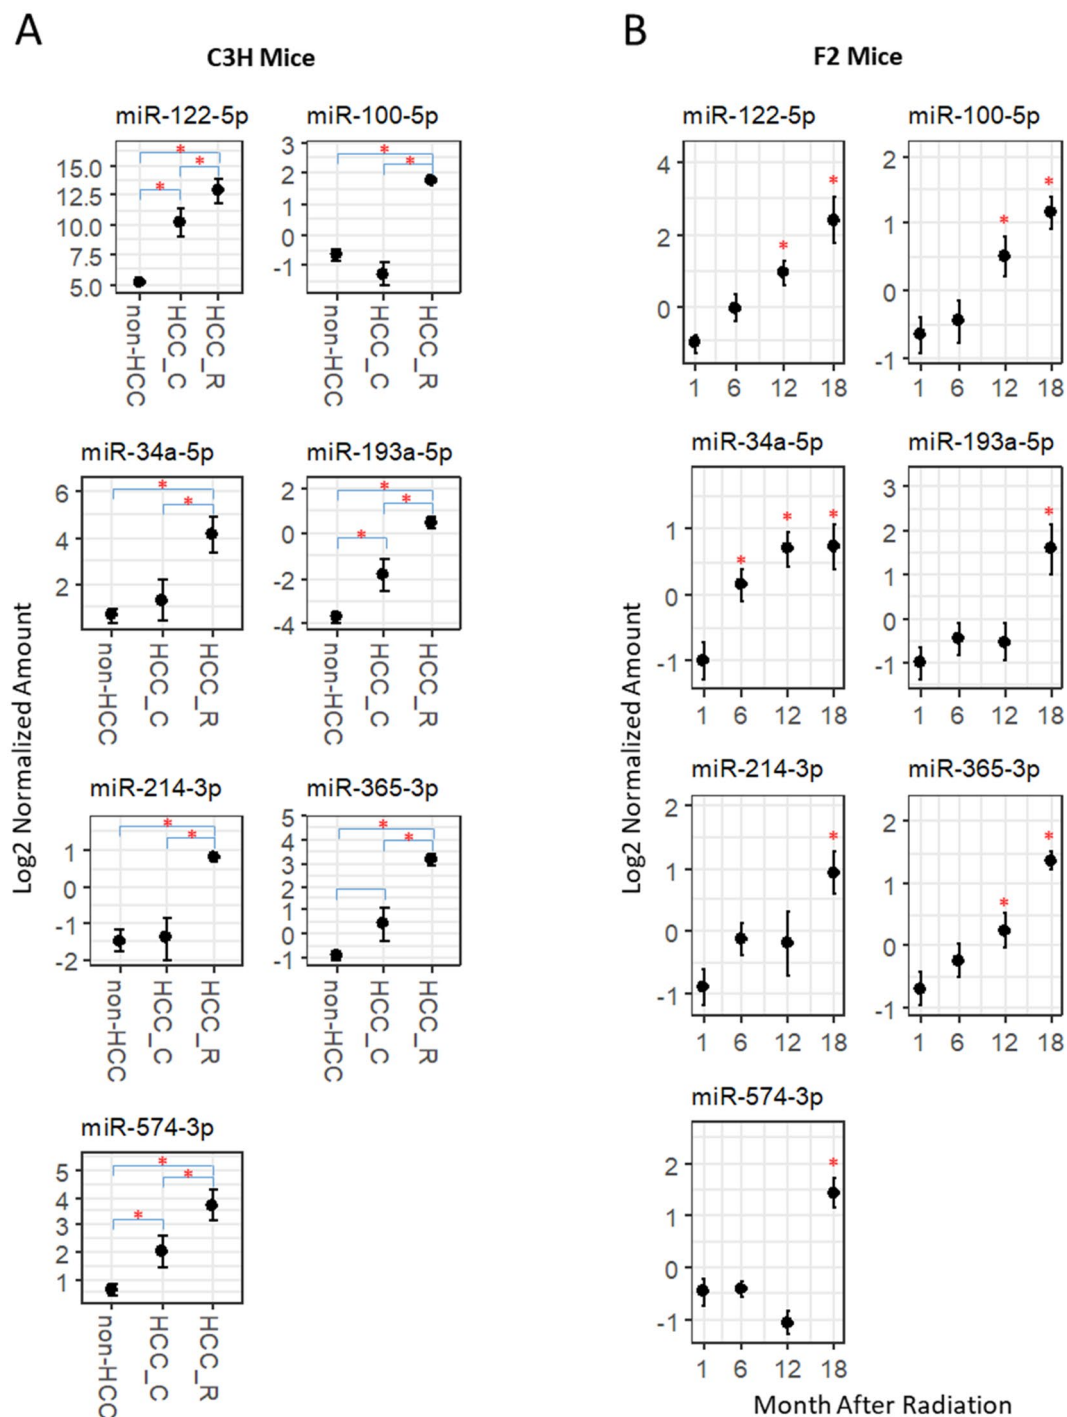 A
C3H Mice
miR-122-5p
15.0
12.5
10.0
7.5
5.0
* * *
non-HCC
HCC_C
HCC_R
miR-100-5p
3
2
1
0
-1
* *
non-HCC
HCC_C
HCC_R
miR-34a-5p
6
4
2
* *
non-HCC
HCC_C
HCC_R
miR-193a-5p
2
0
-2
-4
* * *
non-HCC
HCC_C
HCC_R
Log2 Normalized Amount
miR-214-3p
1
0
-1
-2
* *
non-HCC
HCC_C
HCC_R
miR-365-3p
5
4
3
2
1
0
-1
* *
non-HCC
HCC_C
HCC_R
miR-574-3p
5
4
3
2
1
* * *
non-HCC
HCC_C
HCC_R
B
F2 Mice
miR-122-5p
4
2
0
* *
1 6 12 18
miR-100-5p
2
1
0
-1
* *
1 6 12 18
miR-34a-5p
1
0
-1
* * *
1 6 12 18
miR-193a-5p
3
2
1
0
-1
*
1 6 12 18
Log2 Normalized Amount
miR-214-3p
2
1
0
-1
*
1 6 12 18
miR-365-3p
2
1
0
-1
* *
1 6 12 18
miR-574-3p
2
1
0
-1
*
1 6 12 18
Month After Radiation